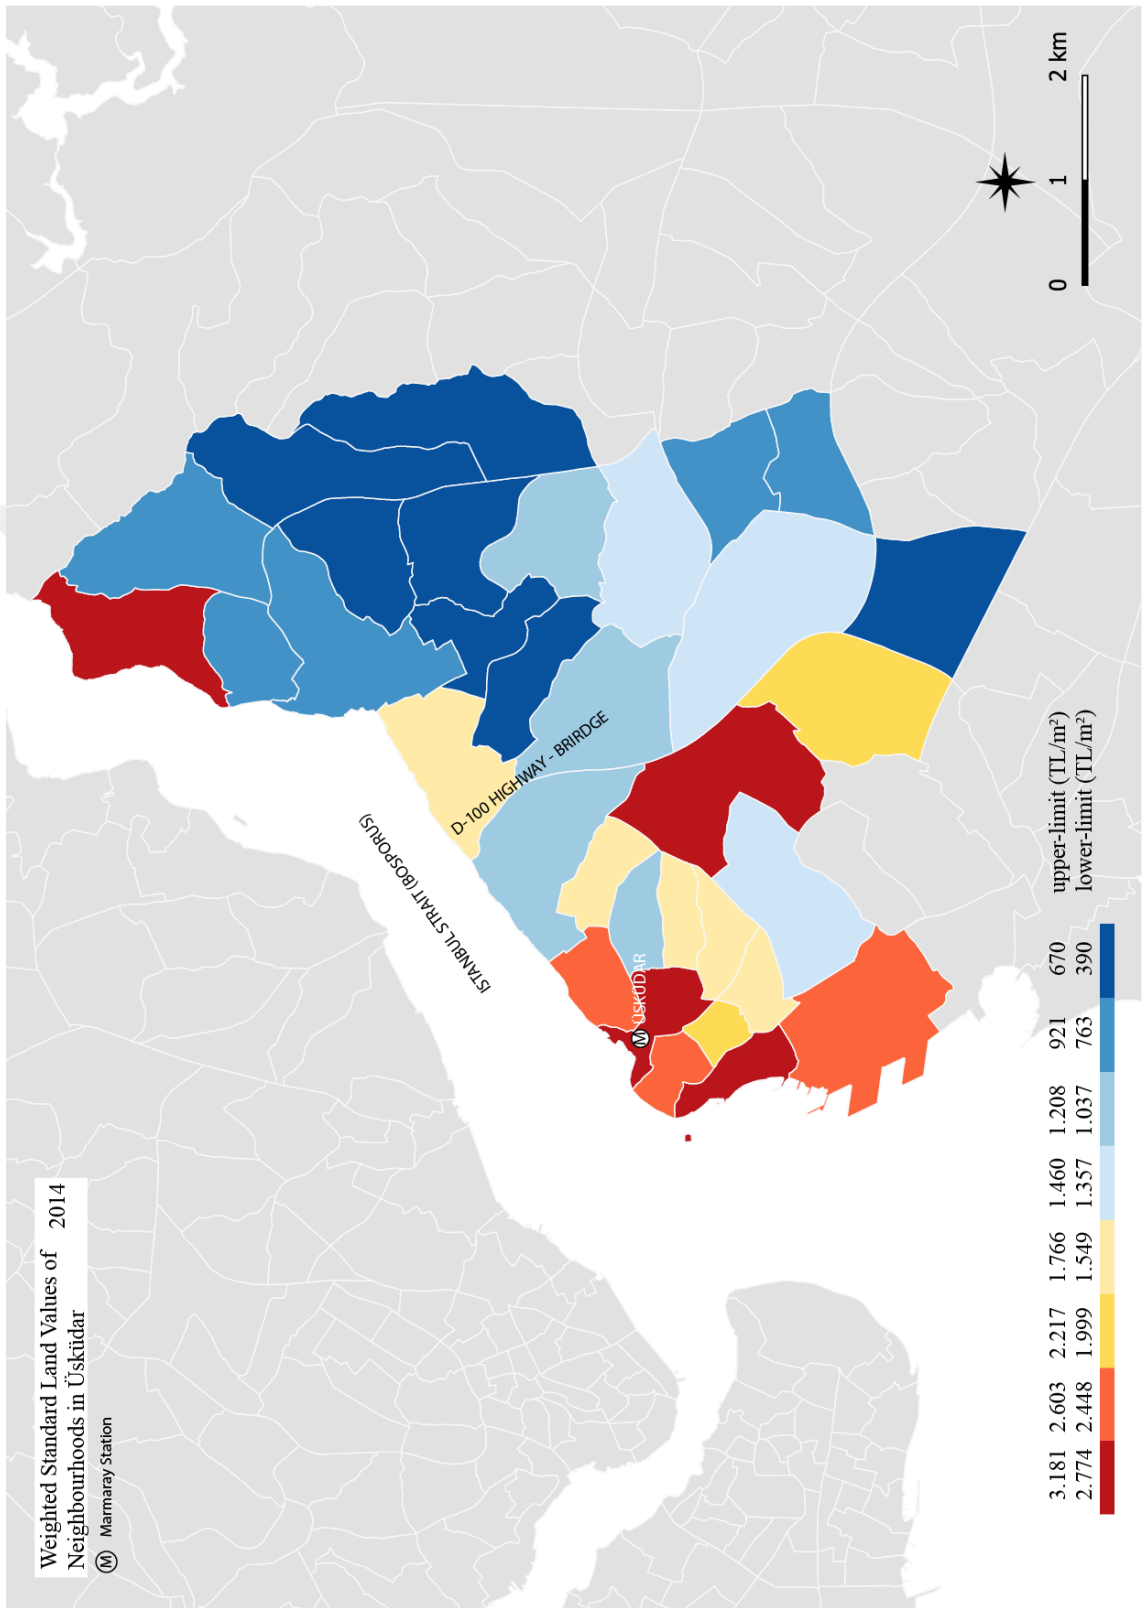 Weighted Standard Land Values of 2014
Neighbourhoods in Üsküdar
Ⓜ Marmaray Station
ISTANBUL STRAIT (BOSPORUS)
D-100 HIGHWAY - BRIRDGE
Ⓜ ÜSKÜDAR
0 1 2 km
3.181 2.603 2.217 1.766 1.460 1.208 921 670 upper-limit (TL/m²)
2.774 2.448 1.999 1.549 1.357 1.037 763 390 lower-limit (TL/m²)